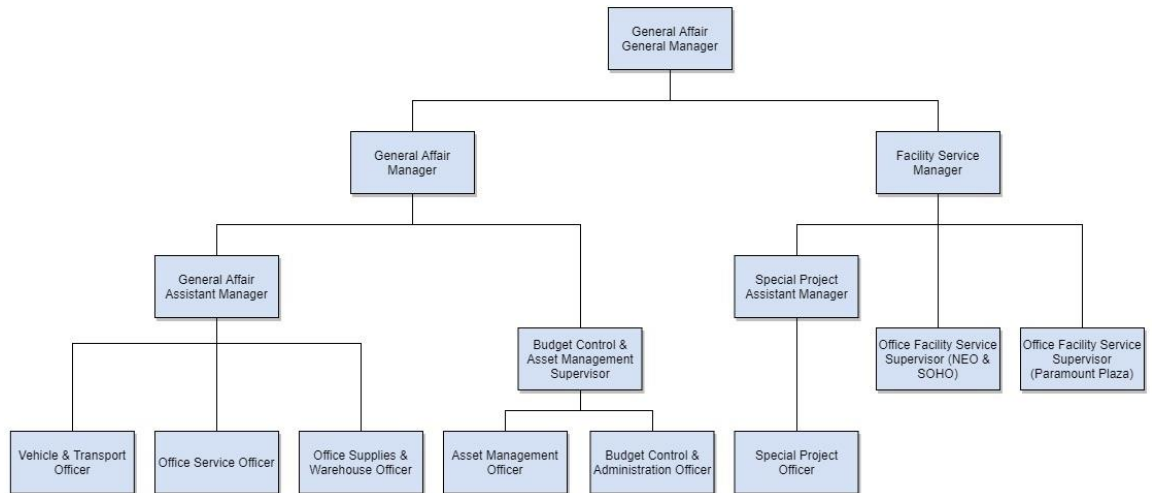 General Affair
General Manager
General Affair
Manager
Facility Service
Manager
General Affair
Assistant Manager
Special Project
Assistant Manager
Budget Control &
Asset Management
Supervisor
Office Facility Service
Supervisor (NEO &
SOHO)
Office Facility Service
Supervisor
(Paramount Plaza)
Vehicle & Transport
Officer
Office Service Officer
Office Supplies &
Warehouse Officer
Asset Management
Officer
Budget Control &
Administration Officer
Special Project
Officer